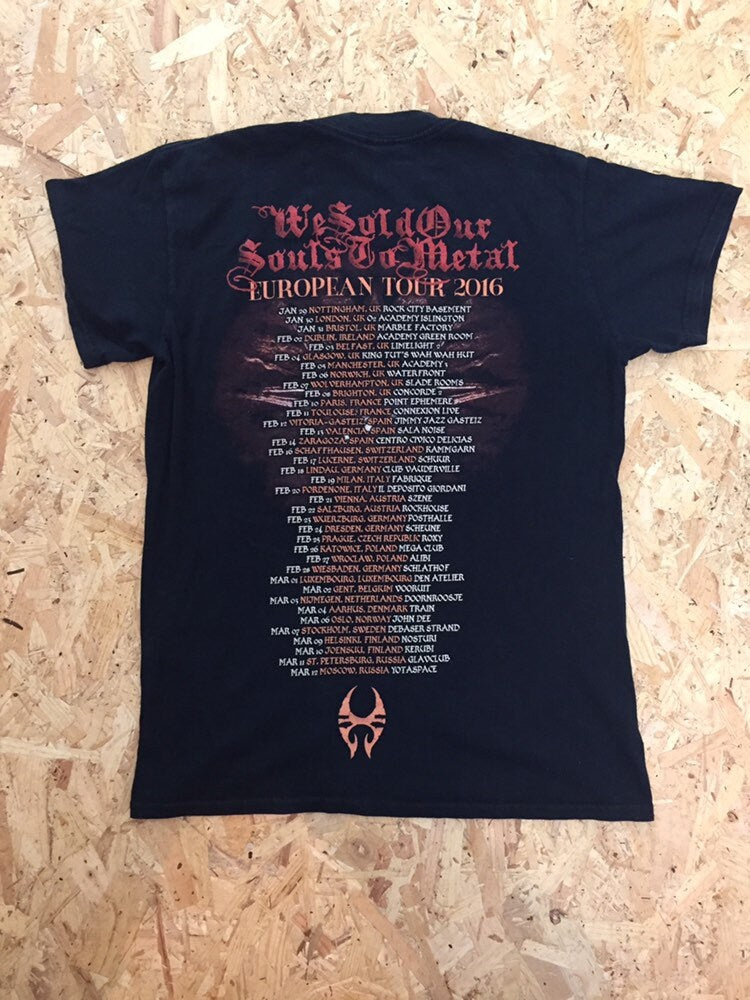 We Sold Our
Souls To Metal
EUROPEAN TOUR 2016
JAN 29 NOTTINGHAM, UK ROCK CITY BASEMENT
JAN 30 LONDON, UK O2 ACADEMY ISLINGTON
JAN 31 BRISTOL, UK MARBLE FACTORY
FEB 02 DUBLIN, IRELAND ACADEMY GREEN ROOM
FEB 03 BELFAST, UK LIMELIGHT 2
FEB 04 GLASGOW, UK KING TUT'S WAH WAH HUT
FEB 05 MANCHESTER, UK ACADEMY 3
FEB 06 NORWICH, UK WATERFRONT
FEB 07 WOLVERHAMPTON, UK SLADE ROOMS
FEB 08 BRIGHTON, UK CONCORDE 2
FEB 10 PARIS, FRANCE POINT EPHEMERE
FEB 11 TOULOUSE, FRANCE CONNEXION LIVE
FEB 12 VITORIA-GASTEIZ, SPAIN JIMMY JAZZ GASTEIZ
FEB 13 VALENCIA, SPAIN SALA NOISE
FEB 14 ZARAGOZA, SPAIN CENTRO CIVICO DELICIAS
FEB 16 SCHAFFHAUSEN, SWITZERLAND KAMMGARN
FEB 17 LUCERNE, SWITZERLAND SCHUUR
FEB 18 LINDAU, GERMANY CLUB VAUDEVILLE
FEB 19 MILAN, ITALY FABRIQUE
FEB 20 PORDENONE, ITALY IL DEPOSITO GIORDANI
FEB 21 VIENNA, AUSTRIA SZENE
FEB 22 SALZBURG, AUSTRIA ROCKHOUSE
FEB 23 WUERZBURG, GERMANY POSTHALLE
FEB 24 DRESDEN, GERMANY SCHEUNE
FEB 25 PRAGUE, CZECH REPUBLIC ROXY
FEB 26 KATOWICE, POLAND MEGA CLUB
FEB 27 WROCLAW, POLAND ALIBI
FEB 28 WIESBADEN, GERMANY SCHLATHOF
MAR 01 LUXEMBOURG, LUXEMBOURG DEN ATELIER
MAR 02 GENT, BELGIUM VOORUIT
MAR 03 NIJMEGEN, NETHERLANDS DOORNROOSJE
MAR 04 AARHUS, DENMARK TRAIN
MAR 06 OSLO, NORWAY JOHN DEE
MAR 07 STOCKHOLM, SWEDEN DEBASER STRAND
MAR 09 HELSINKI, FINLAND NOSTURI
MAR 10 JOENSUU, FINLAND KERUBI
MAR 11 ST. PETERSBURG, RUSSIA GLAVCLUB
MAR 12 MOSCOW, RUSSIA YOTASPACE